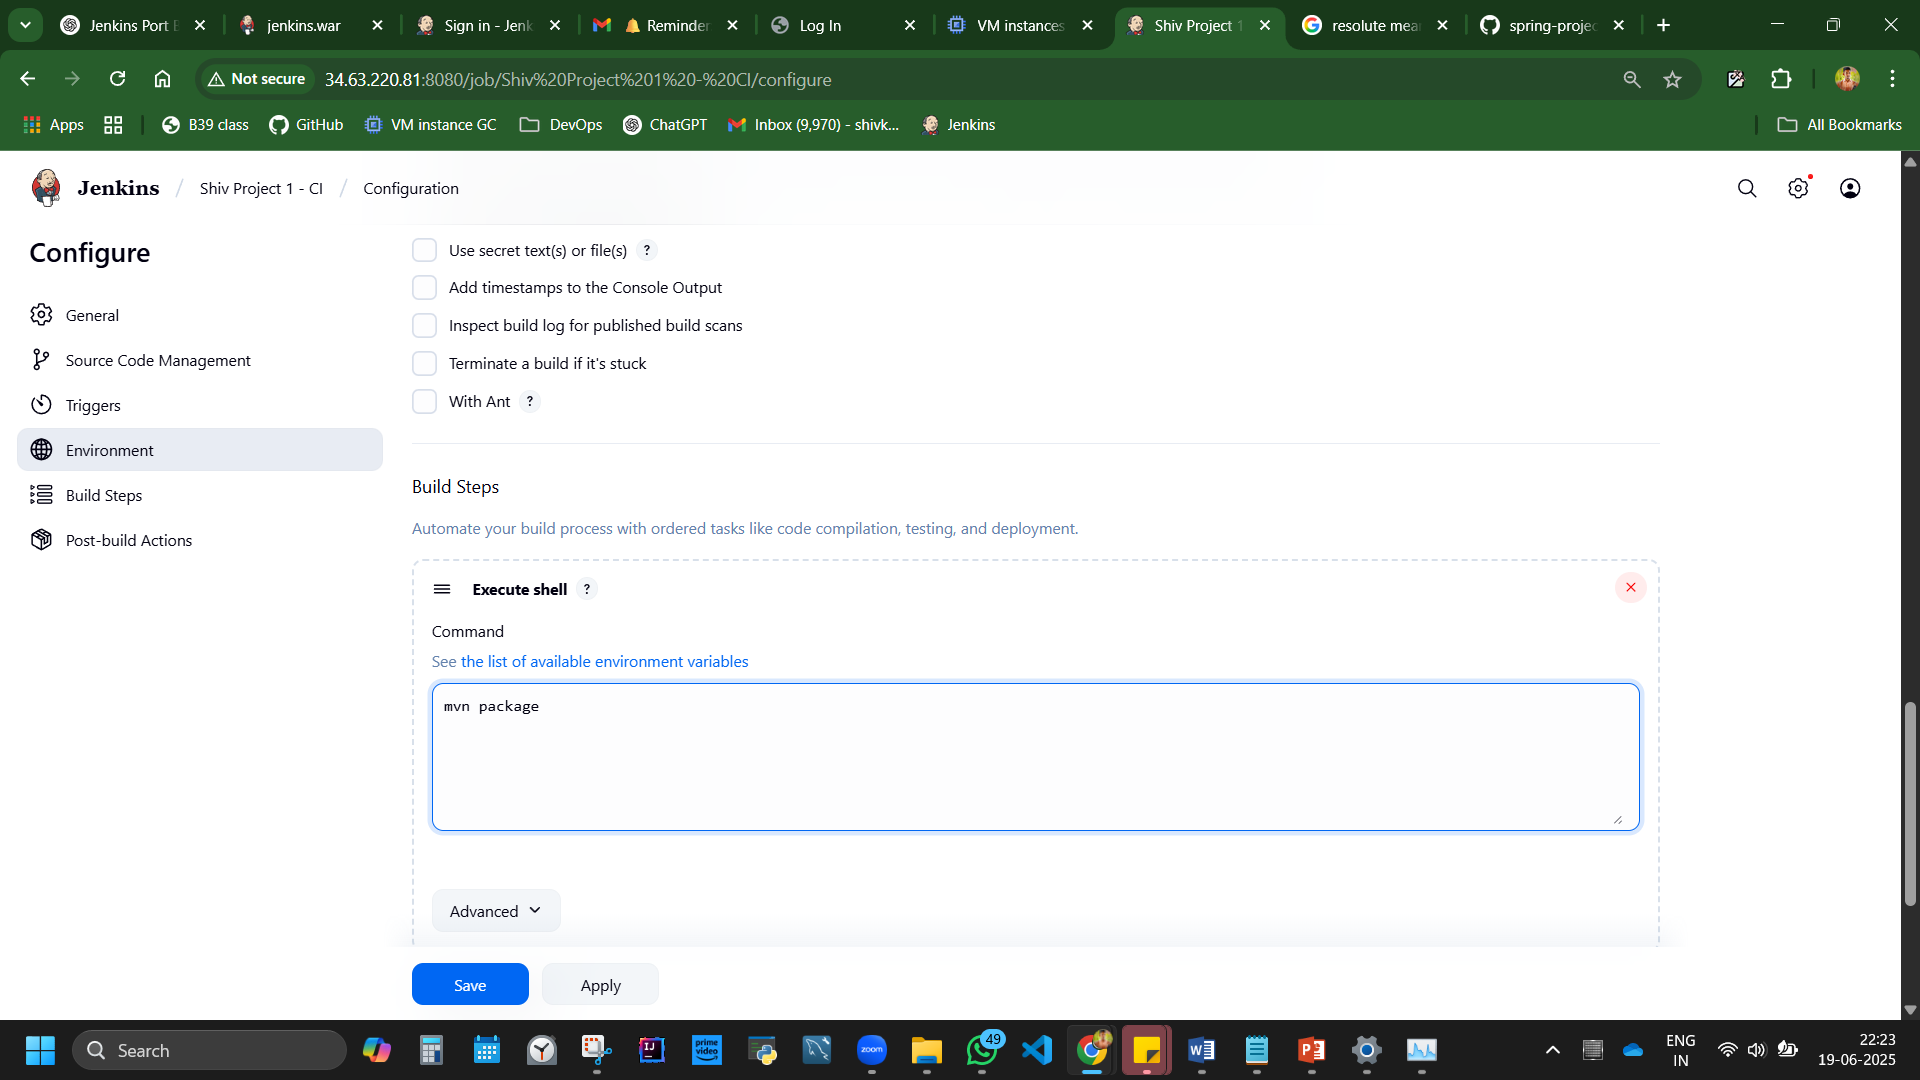 Jenkins Port E
jenkins.war
Sign in - Jenk
Reminder
Log In
VM instances
Shiv Project 1
resolute mea
spring-projec
Not secure
34.63.220.81:8080/job/Shiv%20Project%201%20-%20CI/configure
Apps
B39 class
GitHub
VM instance GC
DevOps
ChatGPT
Inbox (9,970) - shivk...
Jenkins
All Bookmarks
Jenkins / Shiv Project 1 - CI / Configuration
Configure
General
Source Code Management
Triggers
Environment
Build Steps
Post-build Actions
Use secret text(s) or file(s) ?
Add timestamps to the Console Output
Inspect build log for published build scans
Terminate a build if it's stuck
With Ant ?
Build Steps
Automate your build process with ordered tasks like code compilation, testing, and deployment.
Execute shell ?
Command
See the list of available environment variables
mvn package
Advanced
Save
Apply
Search
IJ
prime video
zoom
49
ENG
IN
22:23
19-06-2025